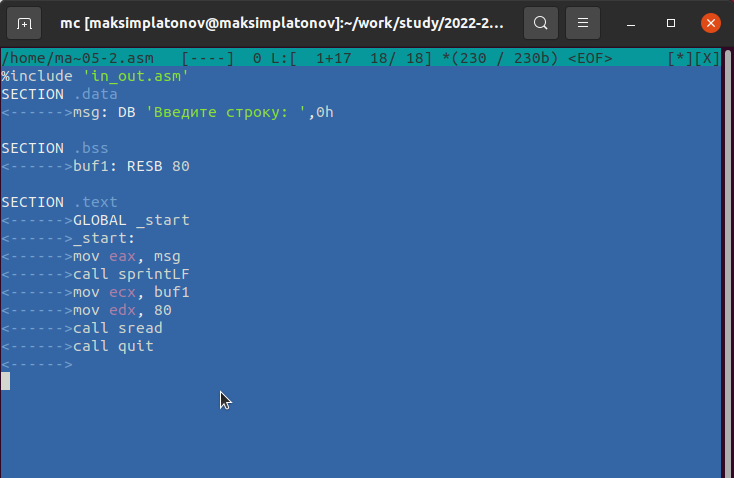 mc [maksimplatonov@maksimplatonov]:~/work/study/2022-2...
/home/ma~05-2.asm   [----]  0 L:[  1+17  18/ 18] *(230 / 230b) <EOF>      [*][X]
%include 'in_out.asm'
SECTION .data
<------>msg: DB 'Введите строку: ',0h
SECTION .bss
<------>buf1: RESB 80
SECTION .text
<------>GLOBAL _start
<------>_start:
<------>mov eax, msg
<------>call sprintLF
<------>mov ecx, buf1
<------>mov edx, 80
<------>call sread
<------>call quit
<------>